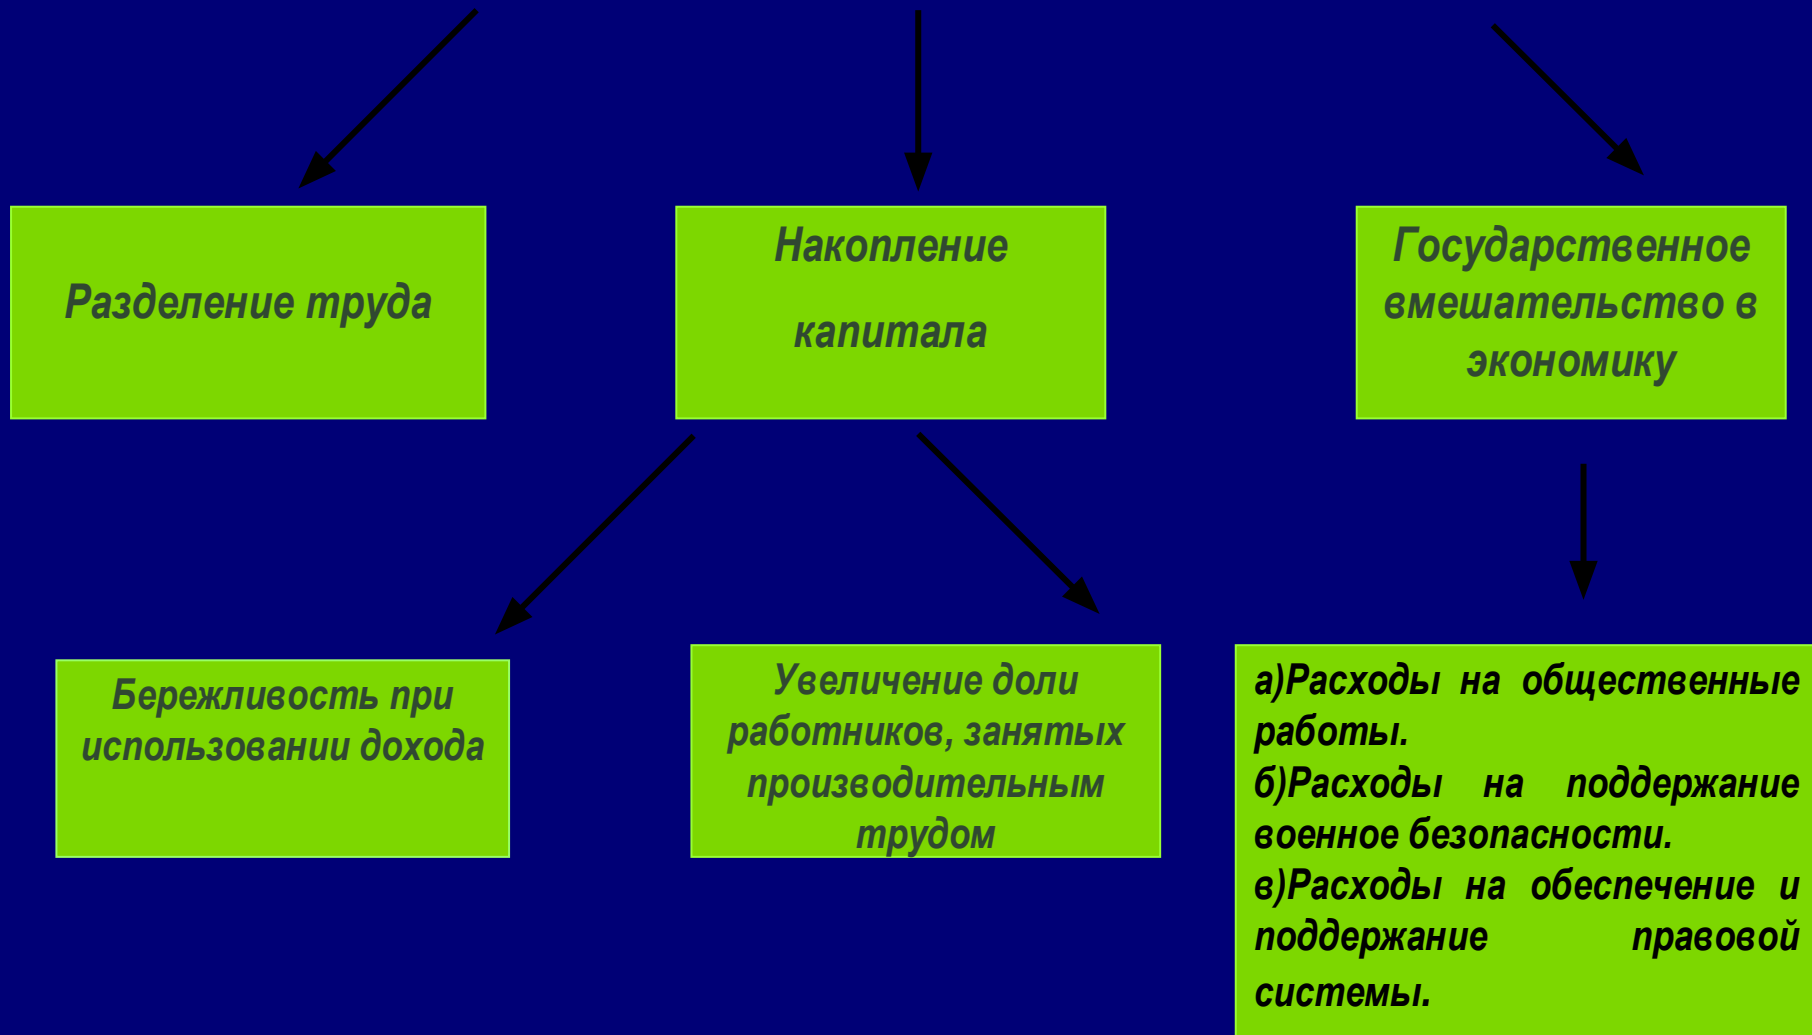 Разделение труда
Накопление
капитала
Государственное
вмешательство в
экономику
Бережливость при
использовании дохода
Увеличение доли
работников, занятых
производительным
трудом
а)Расходы на общественные
работы.
б)Расходы на поддержание
военное безопасности.
в)Расходы на обеспечение и
поддержание правовой
системы.